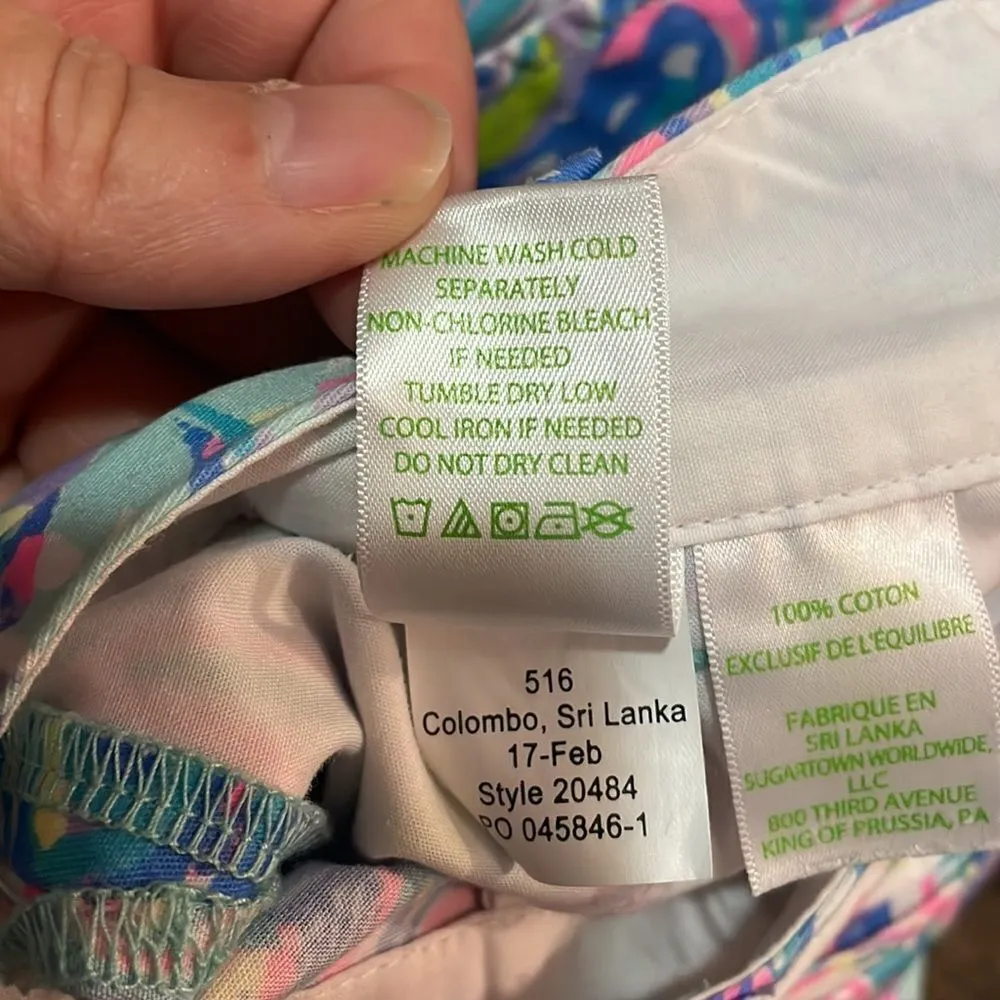 MACHINE WASH COLD
SEPARATELY
NON-CHLORINE BLEACH
IF NEEDED
TUMBLE DRY LOW
COOL IRON IF NEEDED
DO NOT DRY CLEAN
516
Colombo, Sri Lanka
17-Feb
Style 20484
PO 045846-1
100% COTON
EXCLUSIF DE L'ÉQUILIBRE
FABRIQUE EN
SRI LANKA
SUGARTOWN WORLDWIDE,
LLC
800 THIRD AVENUE
KING OF PRUSSIA, PA